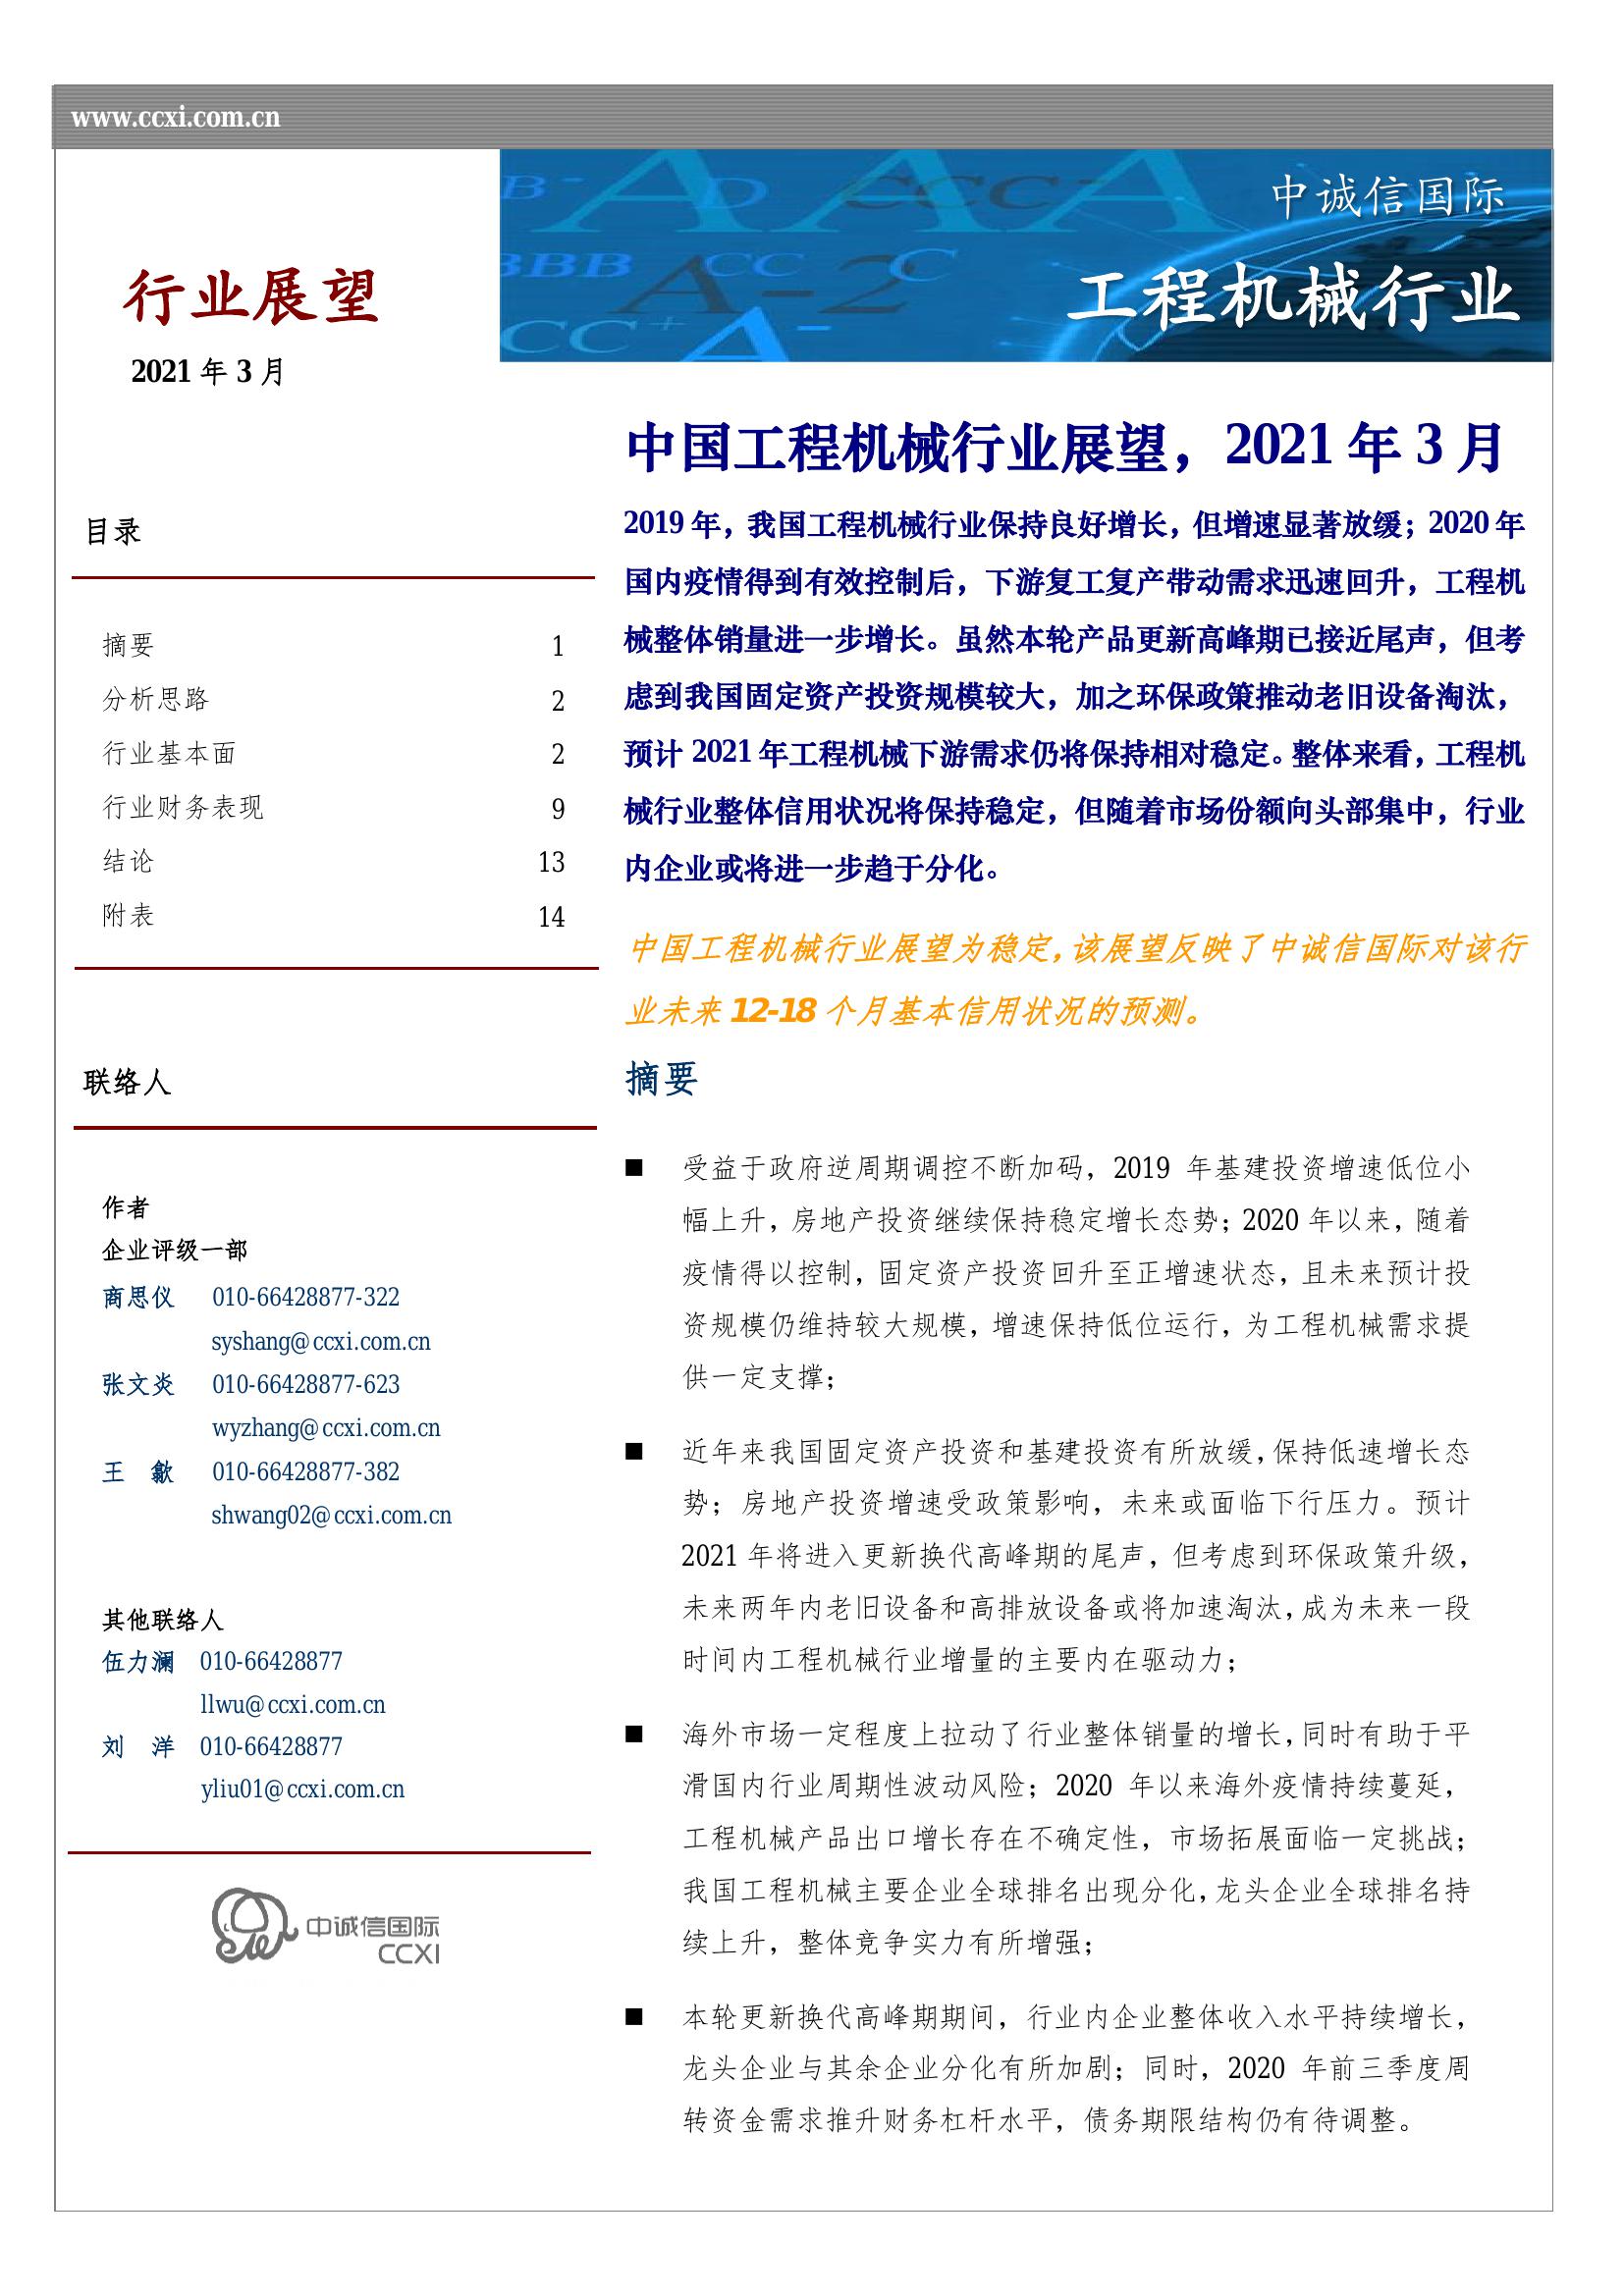 www.ccxi.com.cn
中诚信国际
工程机械行业
行业展望
2021 年 3 月
目录
摘要 1
分析思路 2
行业基本面 2
行业财务表现 9
结论 13
附表 14
联络人
作者
企业评级一部
商思仪 010-66428877-322
syshang@ccxi.com.cn
张文炎 010-66428877-623
wyzhang@ccxi.com.cn
王 歙 010-66428877-382
shwang02@ccxi.com.cn
其他联络人
伍力澜 010-66428877
llwu@ccxi.com.cn
刘 洋 010-66428877
yliu01@ccxi.com.cn
中诚信国际
CCXI
中国工程机械行业展望，2021 年 3 月
2019 年，我国工程机械行业保持良好增长，但增速显著放缓；2020 年
国内疫情得到有效控制后，下游复工复产带动需求迅速回升，工程机
械整体销量进一步增长。虽然本轮产品更新高峰期已接近尾声，但考
虑到我国固定资产投资规模较大，加之环保政策推动老旧设备淘汰，
预计 2021 年工程机械下游需求仍将保持相对稳定。整体来看，工程机
械行业整体信用状况将保持稳定，但随着市场份额向头部集中，行业
内企业或将进一步趋于分化。
中国工程机械行业展望为稳定，该展望反映了中诚信国际对该行
业未来 12-18 个月基本信用状况的预测。
摘要
■ 受益于政府逆周期调控不断加码，2019 年基建投资增速低位小
幅上升，房地产投资继续保持稳定增长态势；2020 年以来，随着
疫情得以控制，固定资产投资回升至正增速状态，且未来预计投
资规模仍维持较大规模，增速保持低位运行，为工程机械需求提
供一定支撑；
■ 近年来我国固定资产投资和基建投资有所放缓，保持低速增长态
势；房地产投资增速受政策影响，未来或面临下行压力。预计
2021 年将进入更新换代高峰期的尾声，但考虑到环保政策升级，
未来两年内老旧设备和高排放设备或将加速淘汰，成为未来一段
时间内工程机械行业增量的主要内在驱动力；
■ 海外市场一定程度上拉动了行业整体销量的增长，同时有助于平
滑国内行业周期性波动风险；2020 年以来海外疫情持续蔓延，
工程机械产品出口增长存在不确定性，市场拓展面临一定挑战；
我国工程机械主要企业全球排名出现分化，龙头企业全球排名持
续上升，整体竞争实力有所增强；
■ 本轮更新换代高峰期期间，行业内企业整体收入水平持续增长，
龙头企业与其余企业分化有所加剧；同时，2020 年前三季度周
转资金需求推升财务杠杆水平，债务期限结构仍有待调整。